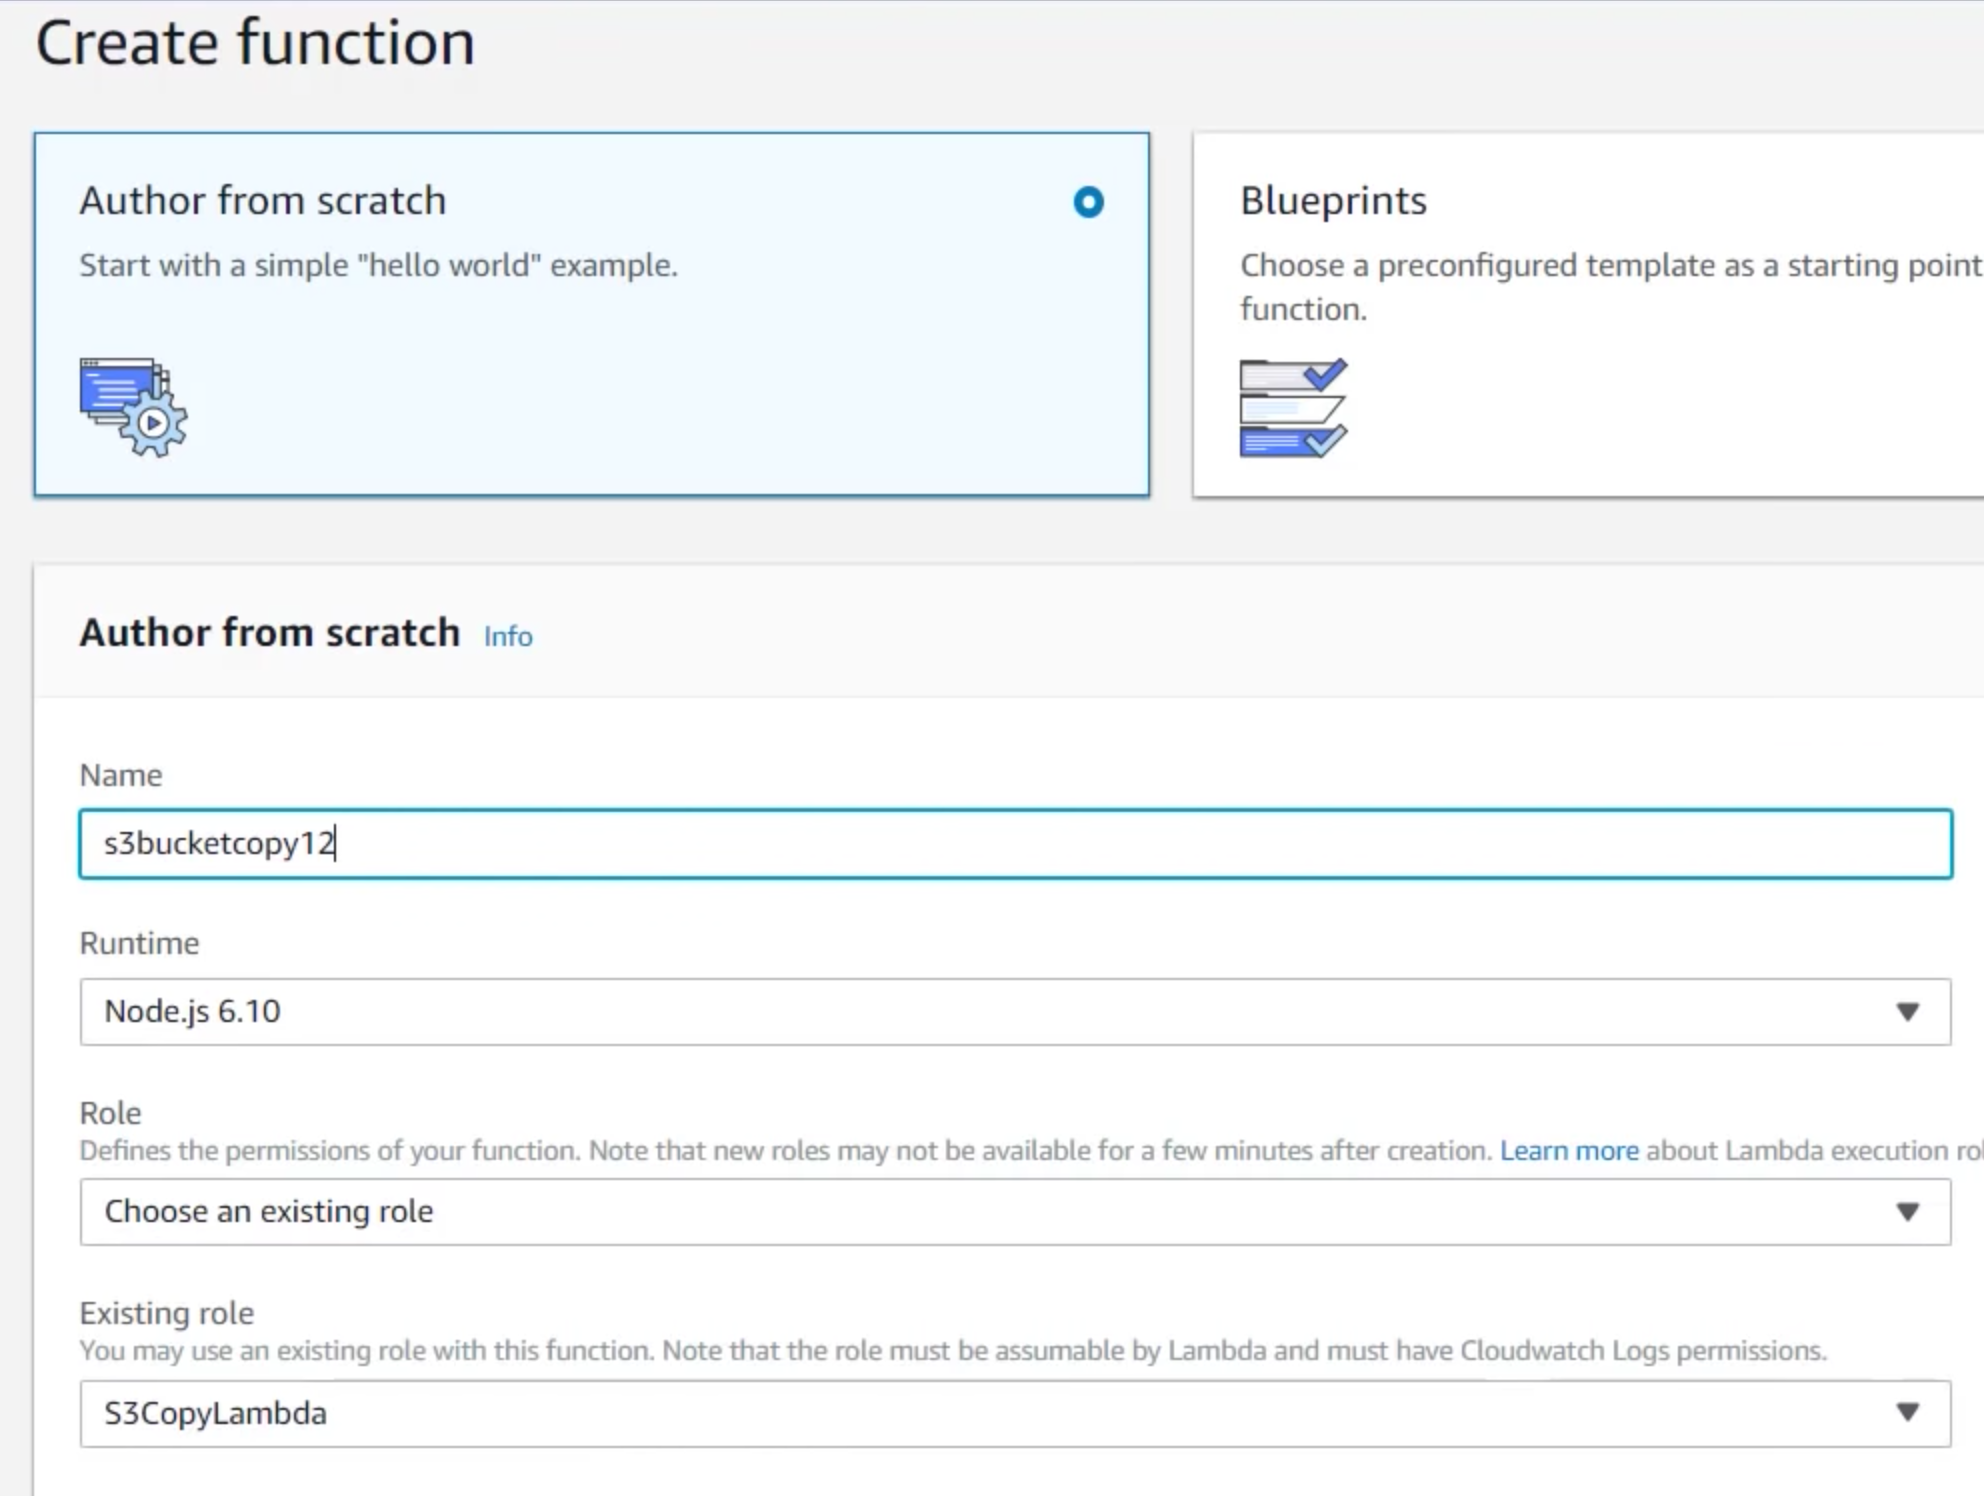 Create function
Author from scratch
Start with a simple "hello world" example.
Blueprints
Choose a preconfigured template as a starting point
function.
Author from scratch Info
Name
s3bucketcopy12
Runtime
Node.js 6.10
Role
Defines the permissions of your function. Note that new roles may not be available for a few minutes after creation. Learn more about Lambda execution
Choose an existing role
Existing role
You may use an existing role with this function. Note that the role must be assumable by Lambda and must have Cloudwatch Logs permissions.
S3CopyLambda